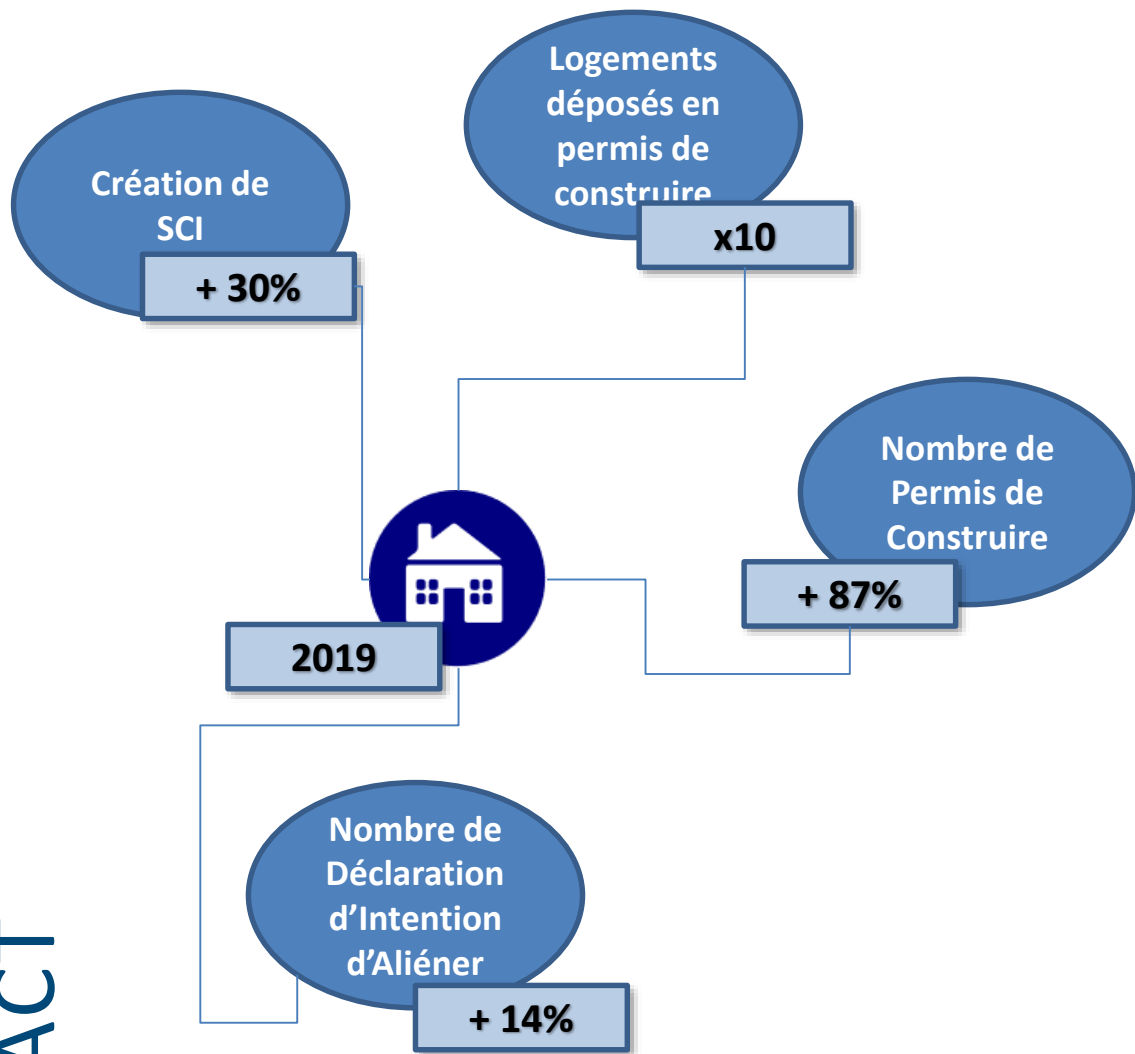 Logements
déposés en
permis de
construire
x10
Création de
SCI
+ 30%
Nombre de
Permis de
Construire
+ 87%
2019
Nombre de
Déclaration
d’Intention
d’Aliéner
+ 14%
ACT